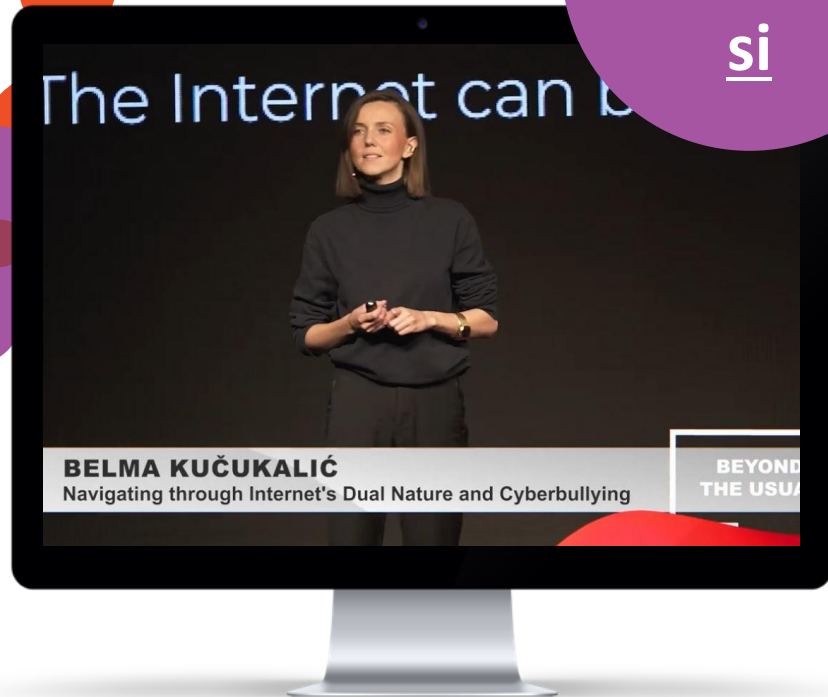 si
The Internet can b
BELMA KUČUKALIĆ
Navigating through Internet's Dual Nature and Cyberbullying
BEYOND
THE USUA